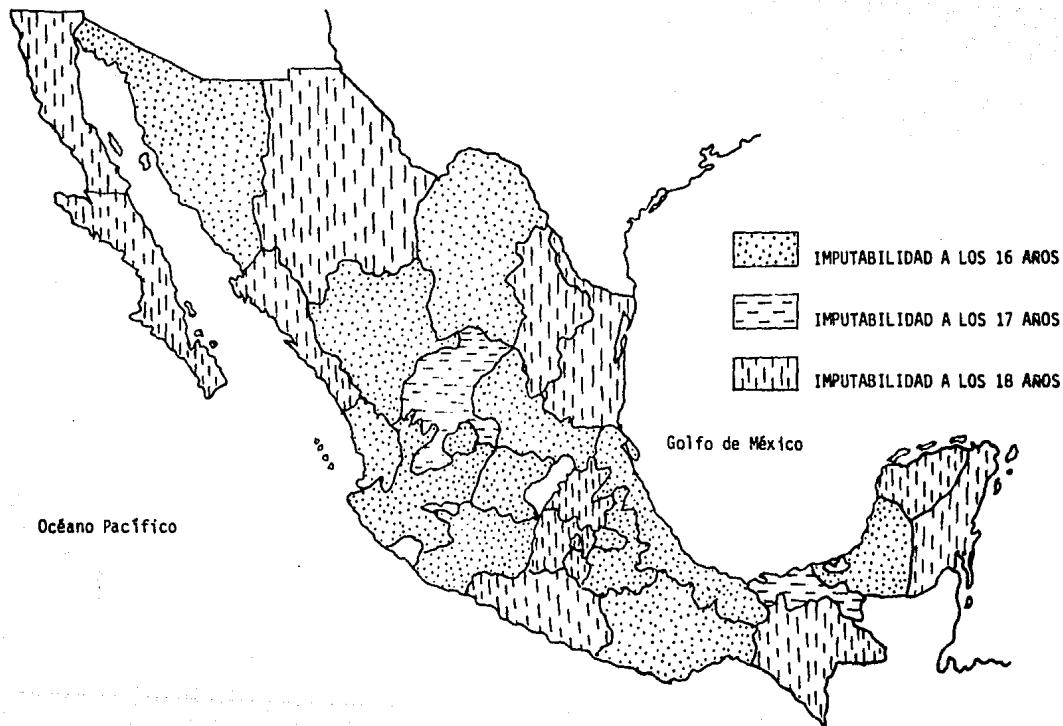 IMPUTABILIDAD A LOS 16 AÑOS
IMPUTABILIDAD A LOS 17 AÑOS
IMPUTABILIDAD A LOS 18 AÑOS
Golfo de México
Océano Pacífico